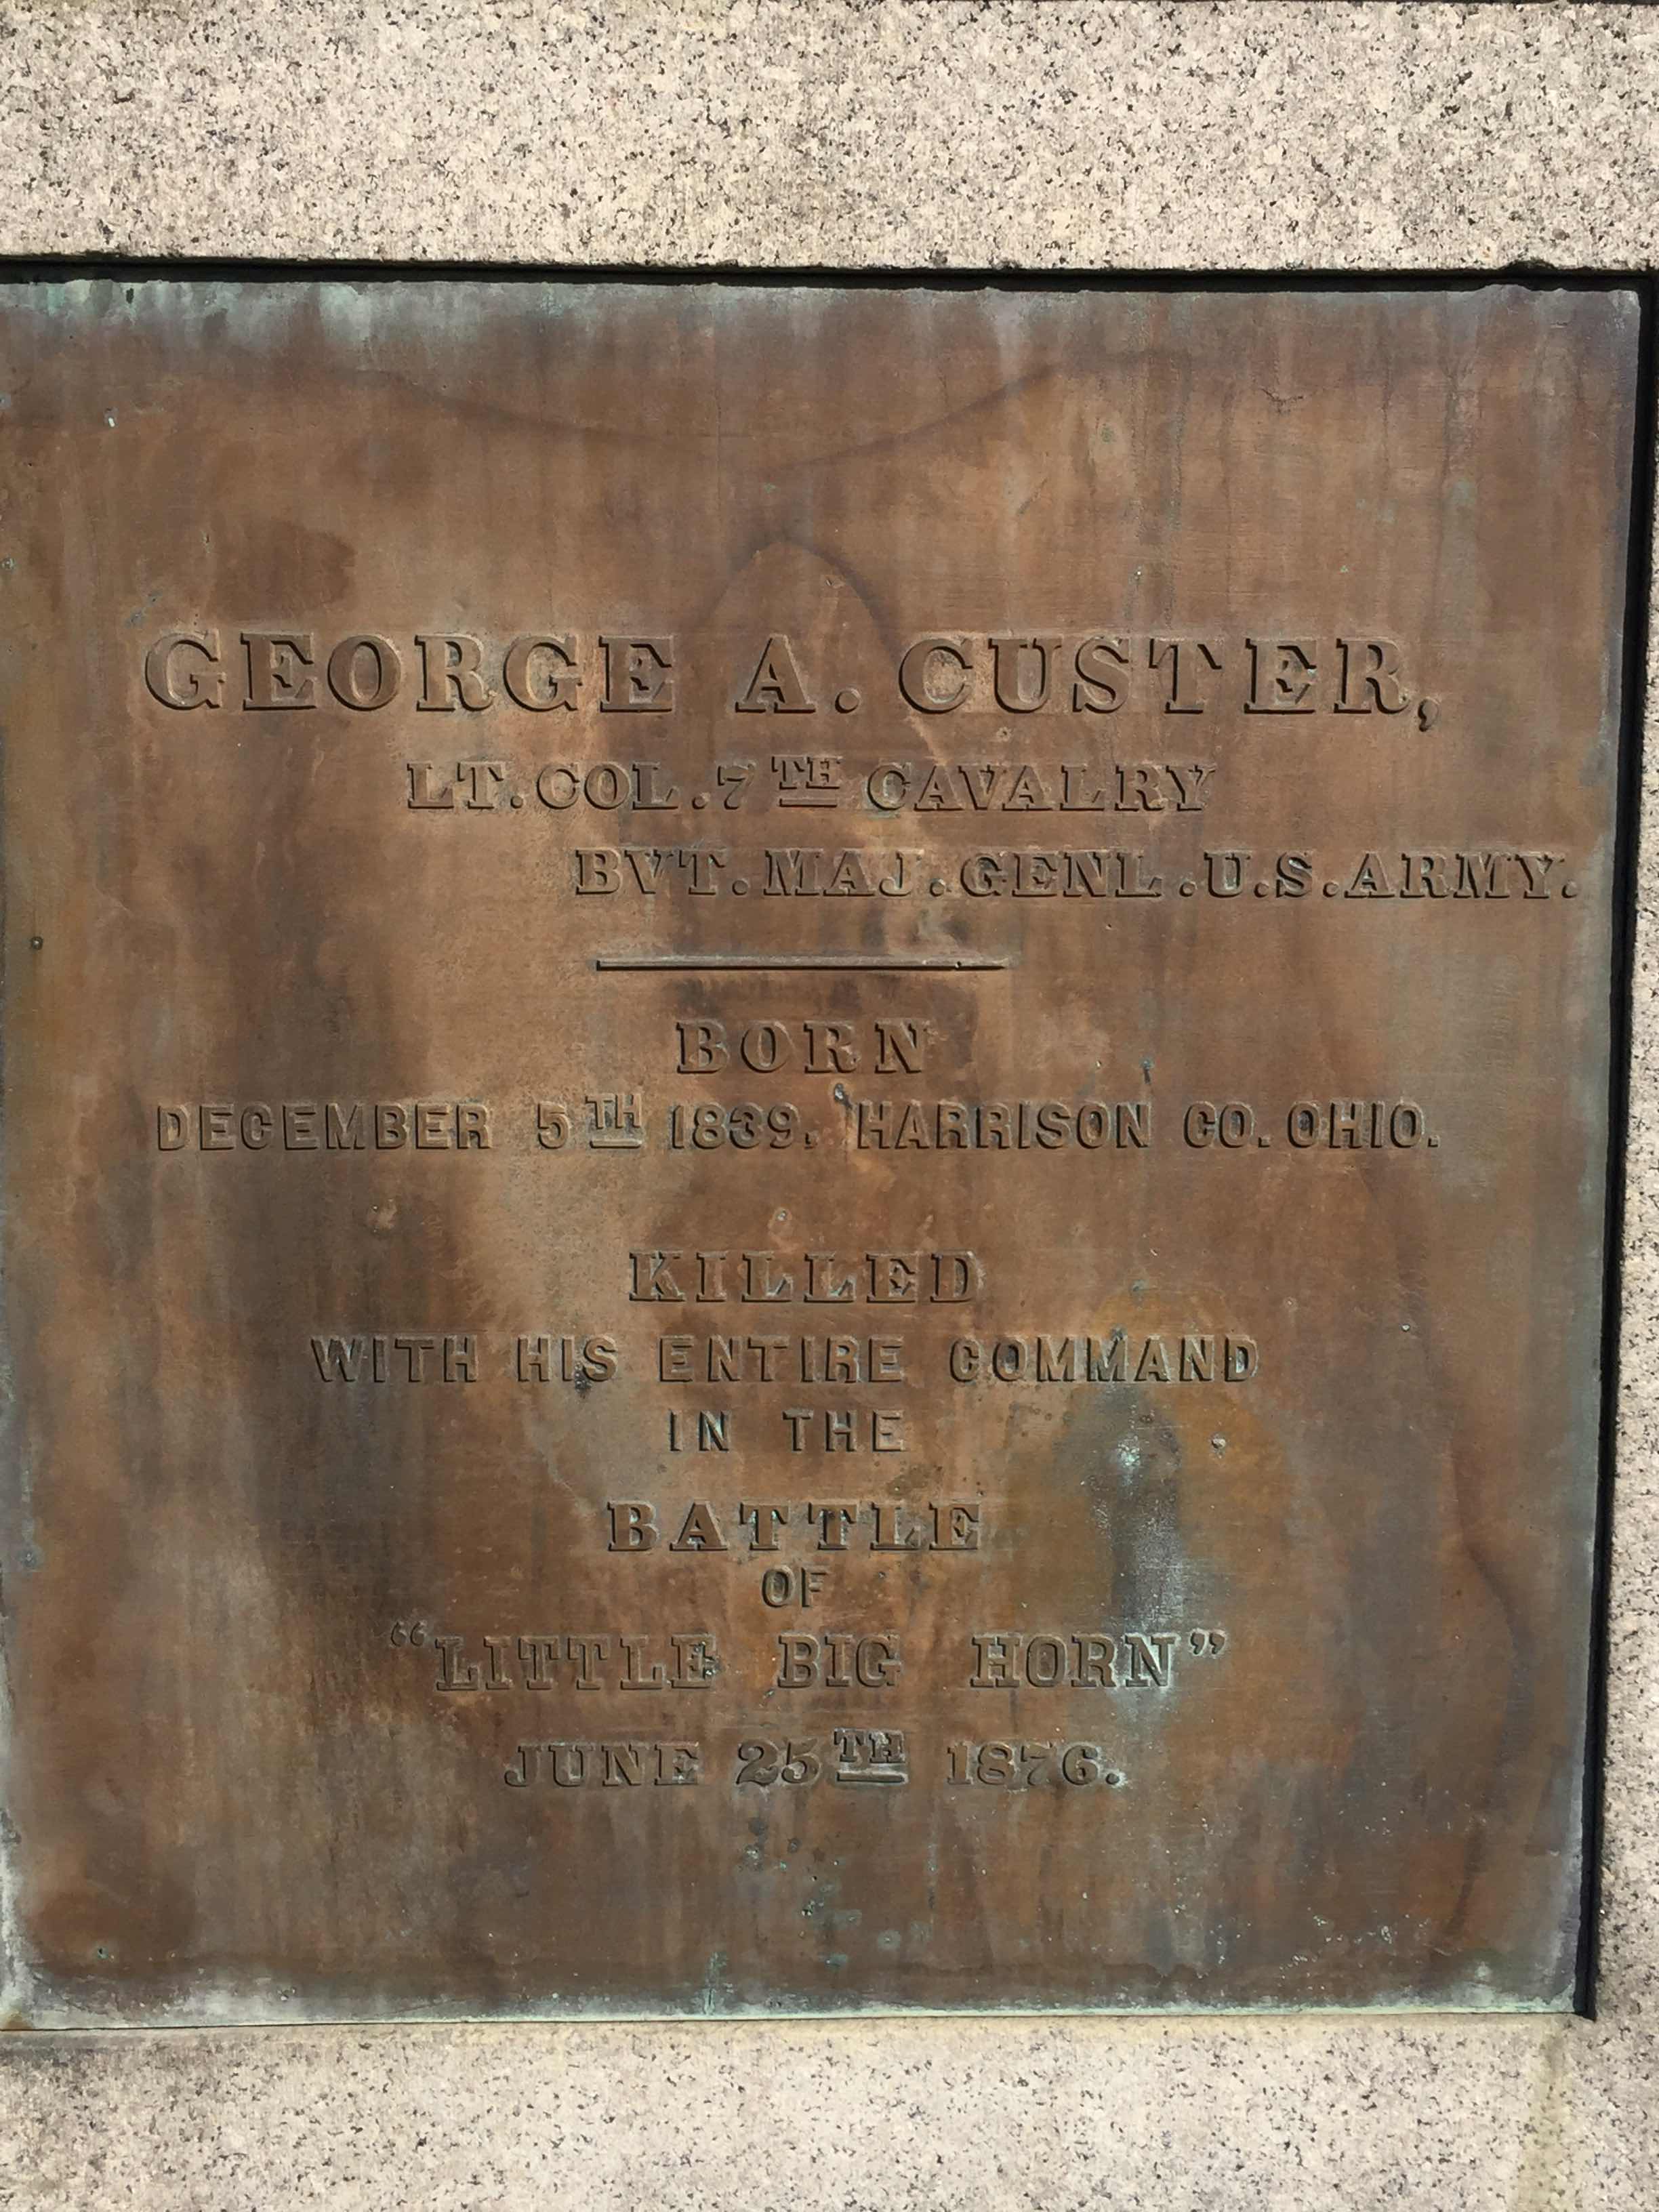 GEORGE A. CUSTER,
LT. COL. 7TH CAVALRY
BVT. MAJ. GENL. U.S. ARMY.
BORN
DECEMBER 5TH 1839. HARRISON CO. OHIO.
KILLED
WITH HIS ENTIRE COMMAND
IN THE
BATTLE
OF
“LITTLE BIG HORN”
JUNE 25TH 1876.